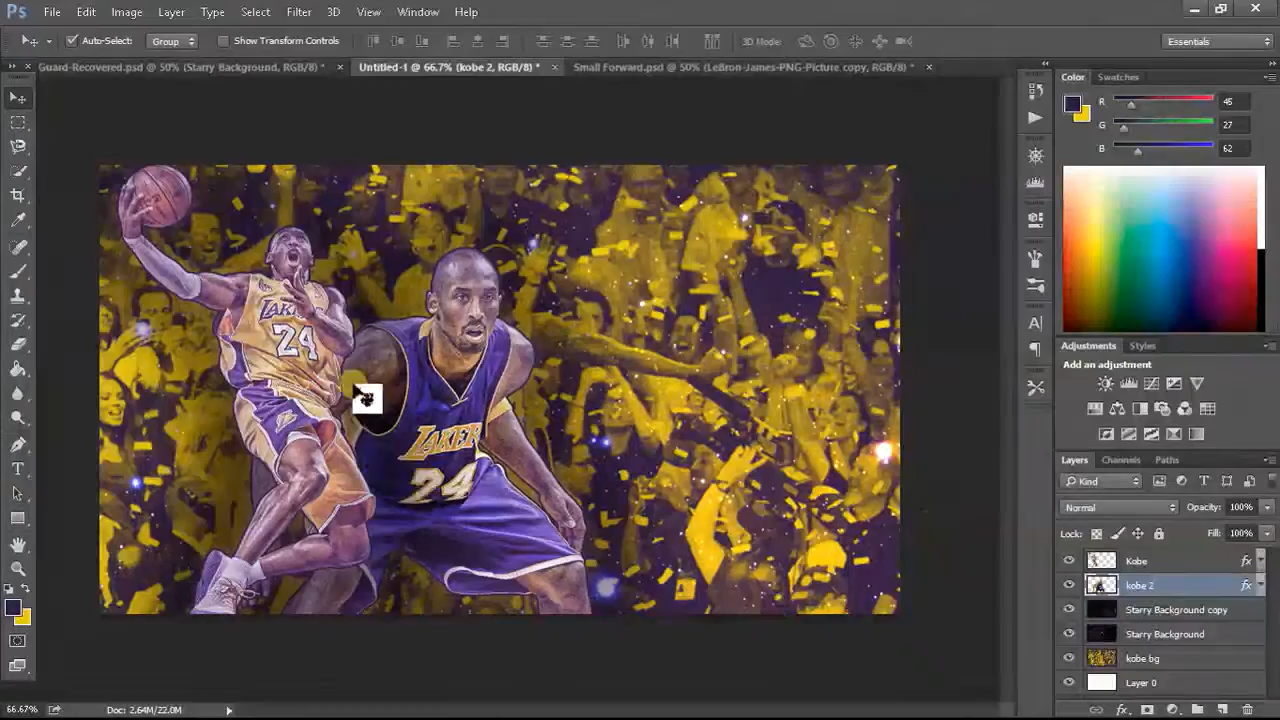 Ps File Edit Image Layer Type Select Filter 3D View Window Help
Auto-Select: Group Show Transform Controls 3D Mode: Essentials
Guard-Recovered.psd @ 50% (Starry Background, RGB/8) * × Untitled-1 @ 66.7% (kobe 2, RGB/8) * × Small Forward.psd @ 50% (LeBron-James-PNG-Picture copy, RGB/8) * ×
Color Swatches
R 45
G 27
B 62
LAKE
24
LAKER
24
Adjustments Styles
Add an adjustment
Layers Channels Paths
Kind
Normal Opacity: 100%
Lock: Fill: 100%
Kobe fx
kobe 2 fx
Starry Background copy
Starry Background
kobe bg
Layer 0
66.67% Doc: 2.64M/22.0M